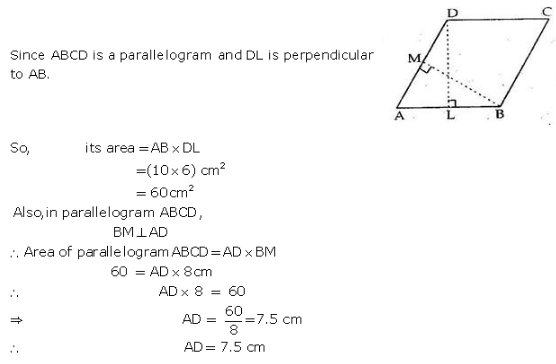 D C
Since ABCD is a parallelogram and DL is perpendicular
to AB.
M
A L B
So, its area = AB × DL
= (10 × 6) cm²
= 60cm²
Also, in parallelogram ABCD,
BM ⊥ AD
∴ Area of parallelogram ABCD = AD × BM
60 = AD × 8cm
∴ AD × 8 = 60
⇒ AD = 60/8 = 7.5 cm
∴ AD = 7.5 cm